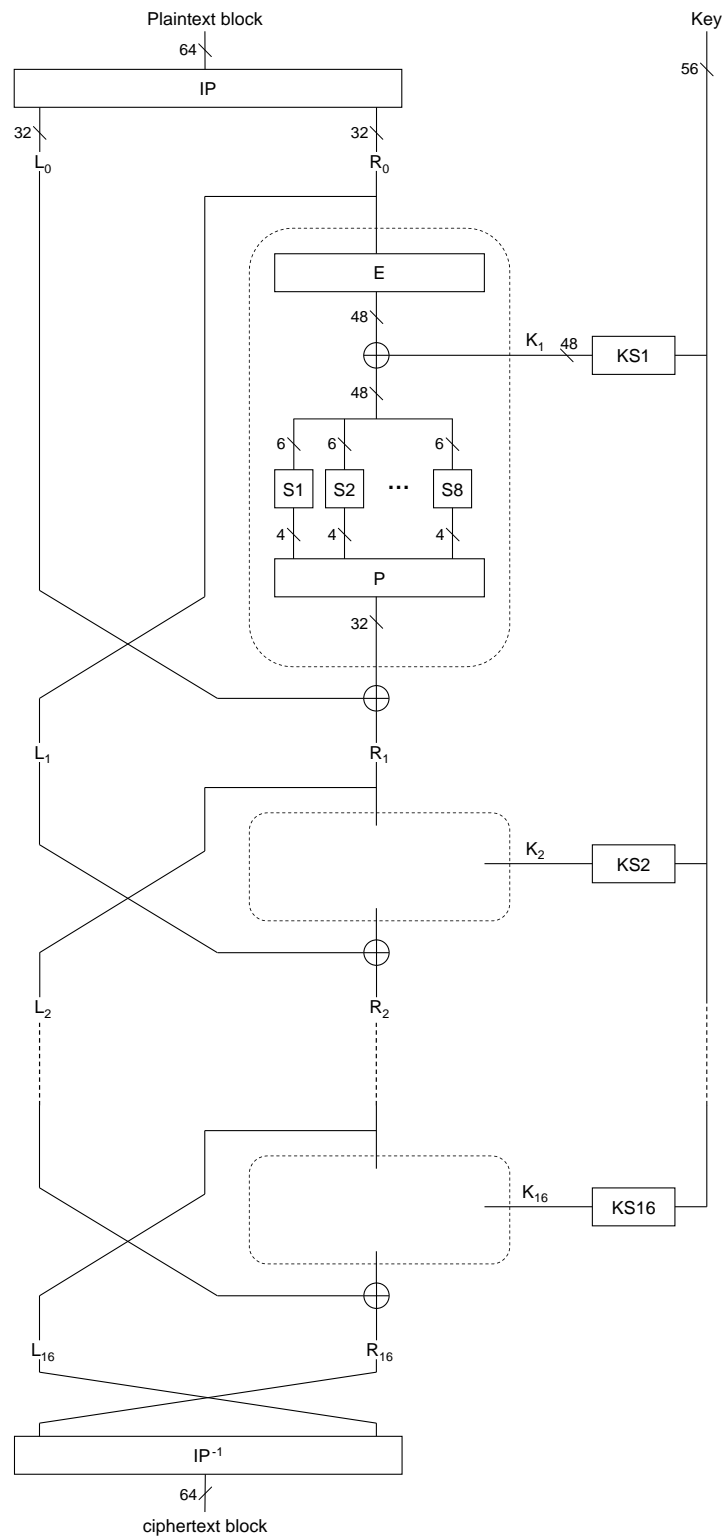 Plaintext block
Key
64
56
IP
32
32
L0
R0
E
48
K1
48
KS1
48
6
6
6
S1
S2
...
S8
4
4
4
P
32
L1
R1
K2
KS2
L2
R2
K16
KS16
L16
R16
IP-1
64
ciphertext block